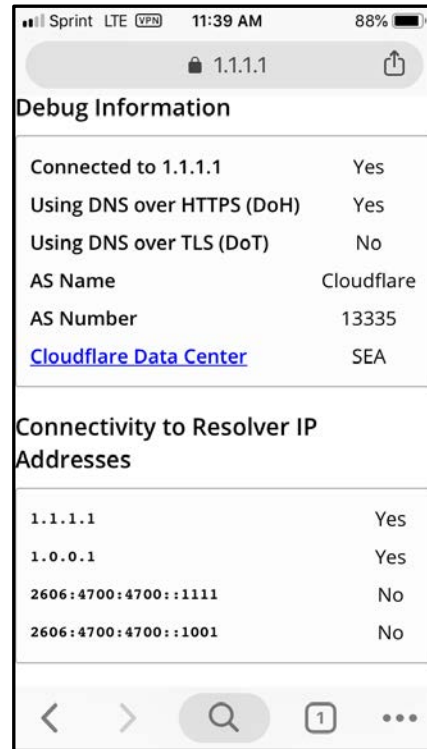 Sprint LTE VPN 11:39 AM 88%
1.1.1.1
Debug Information
Connected to 1.1.1.1 Yes
Using DNS over HTTPS (DoH) Yes
Using DNS over TLS (DoT) No
AS Name Cloudflare
AS Number 13335
Cloudflare Data Center SEA
Connectivity to Resolver IP
Addresses
1.1.1.1 Yes
1.0.0.1 Yes
2606:4700:4700::1111 No
2606:4700:4700::1001 No
1